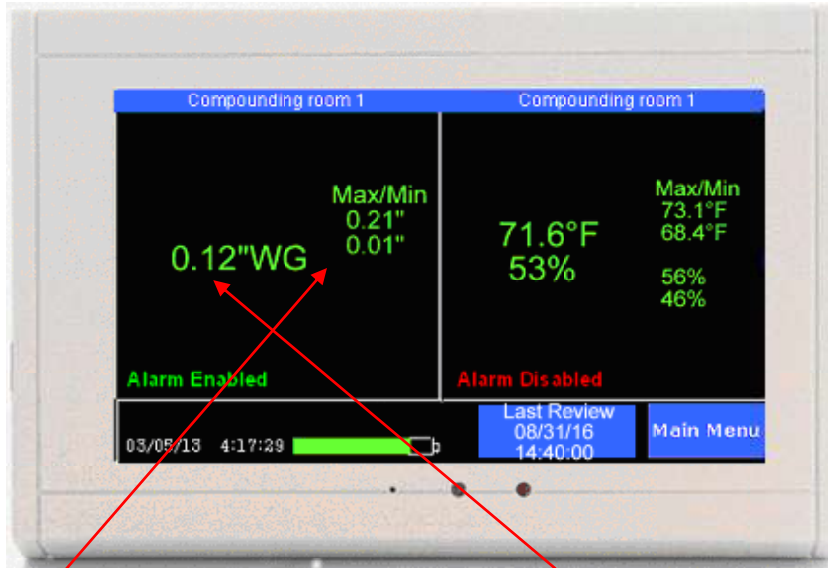 Compounding room 1
Max/Min
0.21"
0.01"
0.12"WG
Alarm Enabled
Compounding room 1
71.6°F
53%
Max/Min
73.1°F
68.4°F
56%
46%
Alarm Disabled
03/05/13 4:17:29
Last Review
08/31/16
14:40:00
Main Menu